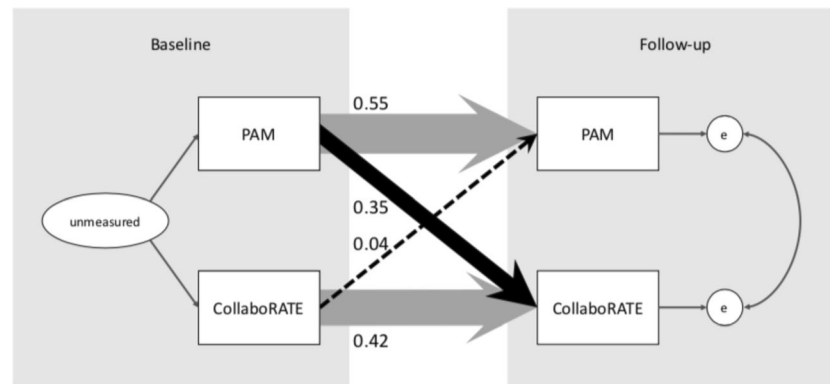 Baseline
Follow-up
0.55
PAM
PAM
e
0.35
unmeasured
0.04
CollaboRATE
CollaboRATE
e
0.42